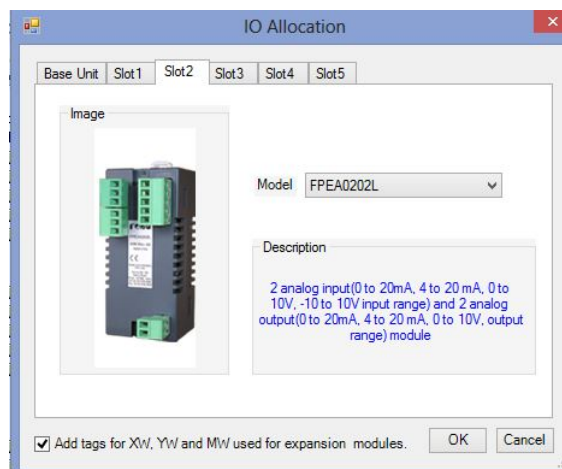 IO Allocation
Base Unit Slot1 Slot2 Slot3 Slot4 Slot5
Image
Model FPEA0202L
Description
2 analog input(0 to 20mA, 4 to 20 mA, 0 to
10V, -10 to 10V input range) and 2 analog
output(0 to 20mA, 4 to 20 mA, 0 to 10V, output
range) module
Add tags for XW, YW and MW used for expansion modules.
OK Cancel